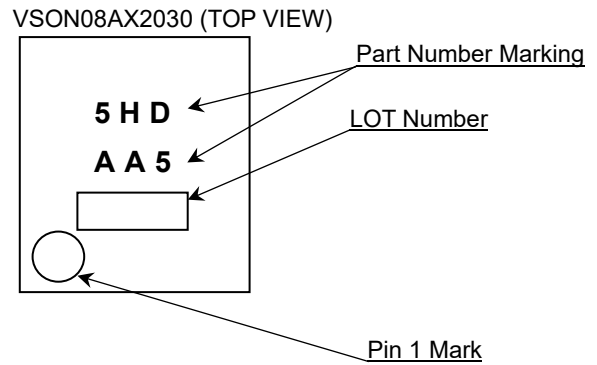 VSON08AX2030 (TOP VIEW)
Part Number Marking
5 H D
LOT Number
A A 5
Pin 1 Mark